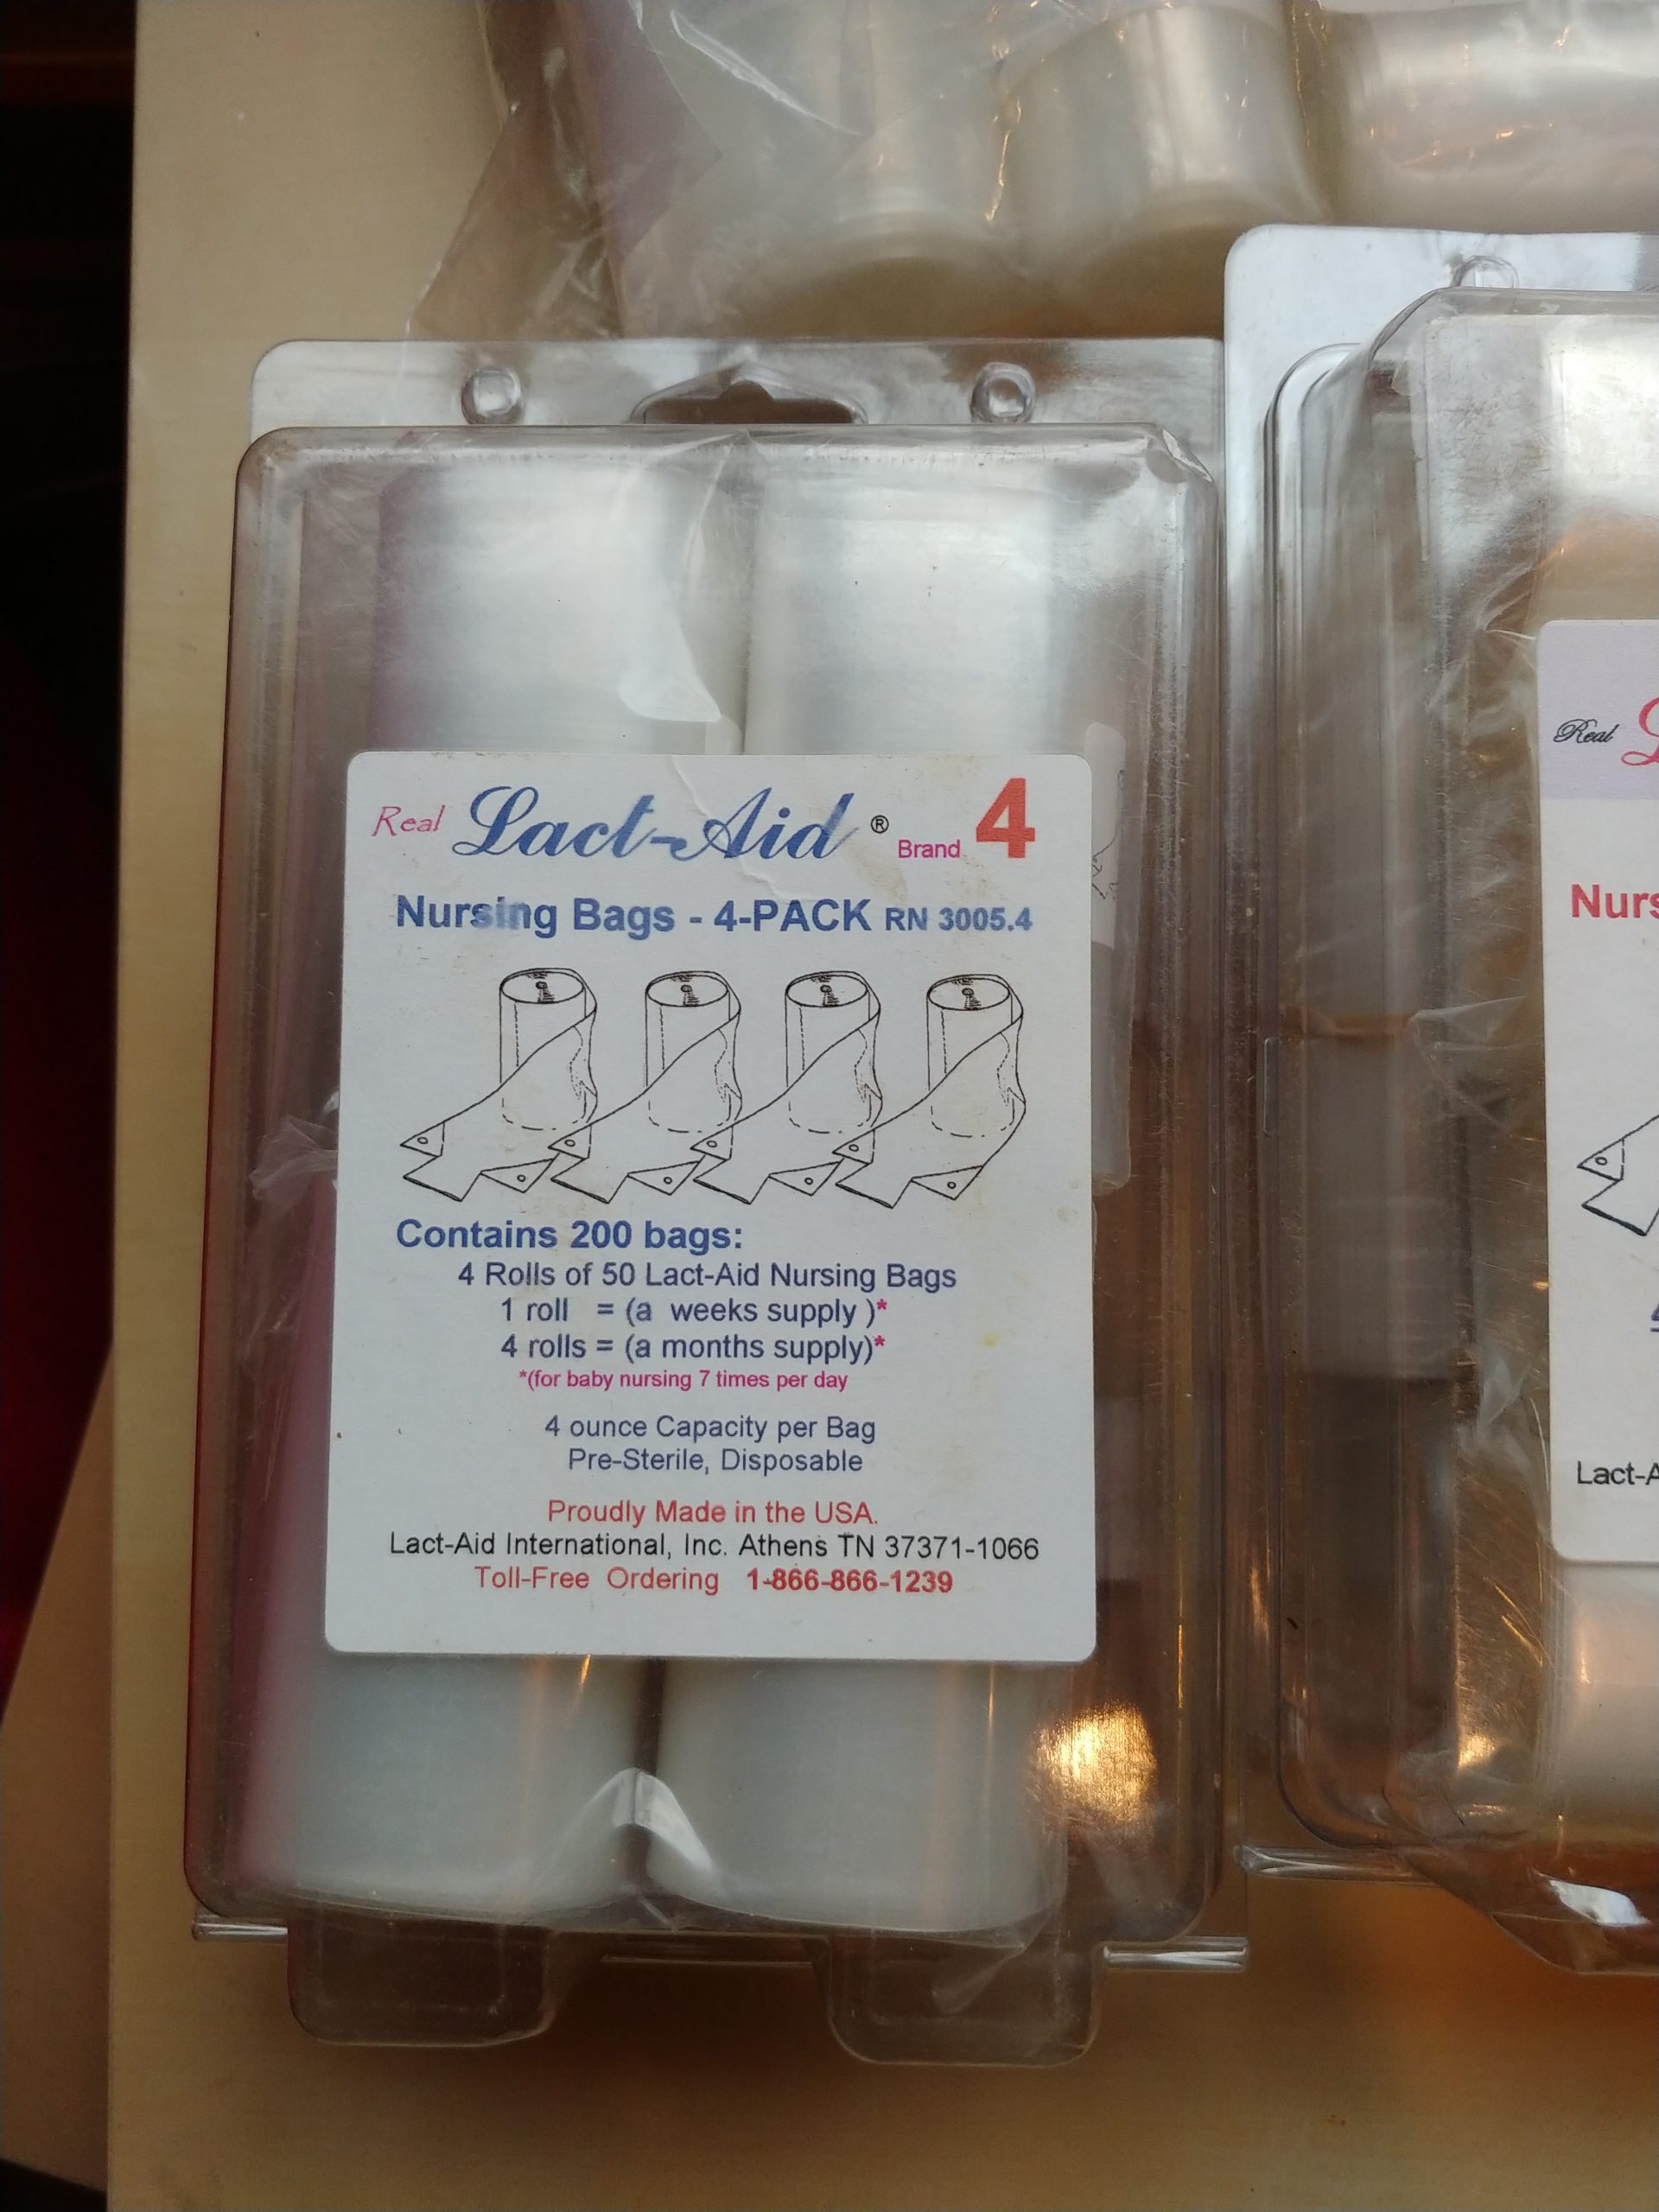 Real Lact-Aid ® Brand 4
Nursing Bags - 4-PACK RN 3005.4
Contains 200 bags:
4 Rolls of 50 Lact-Aid Nursing Bags
1 roll = (a weeks supply )*
4 rolls = (a months supply)*
*(for baby nursing 7 times per day
4 ounce Capacity per Bag
Pre-Sterile, Disposable
Proudly Made in the USA.
Lact-Aid International, Inc. Athens TN 37371-1066
Toll-Free Ordering 1-866-866-1239
Real L
Nurs
4
Lact-A